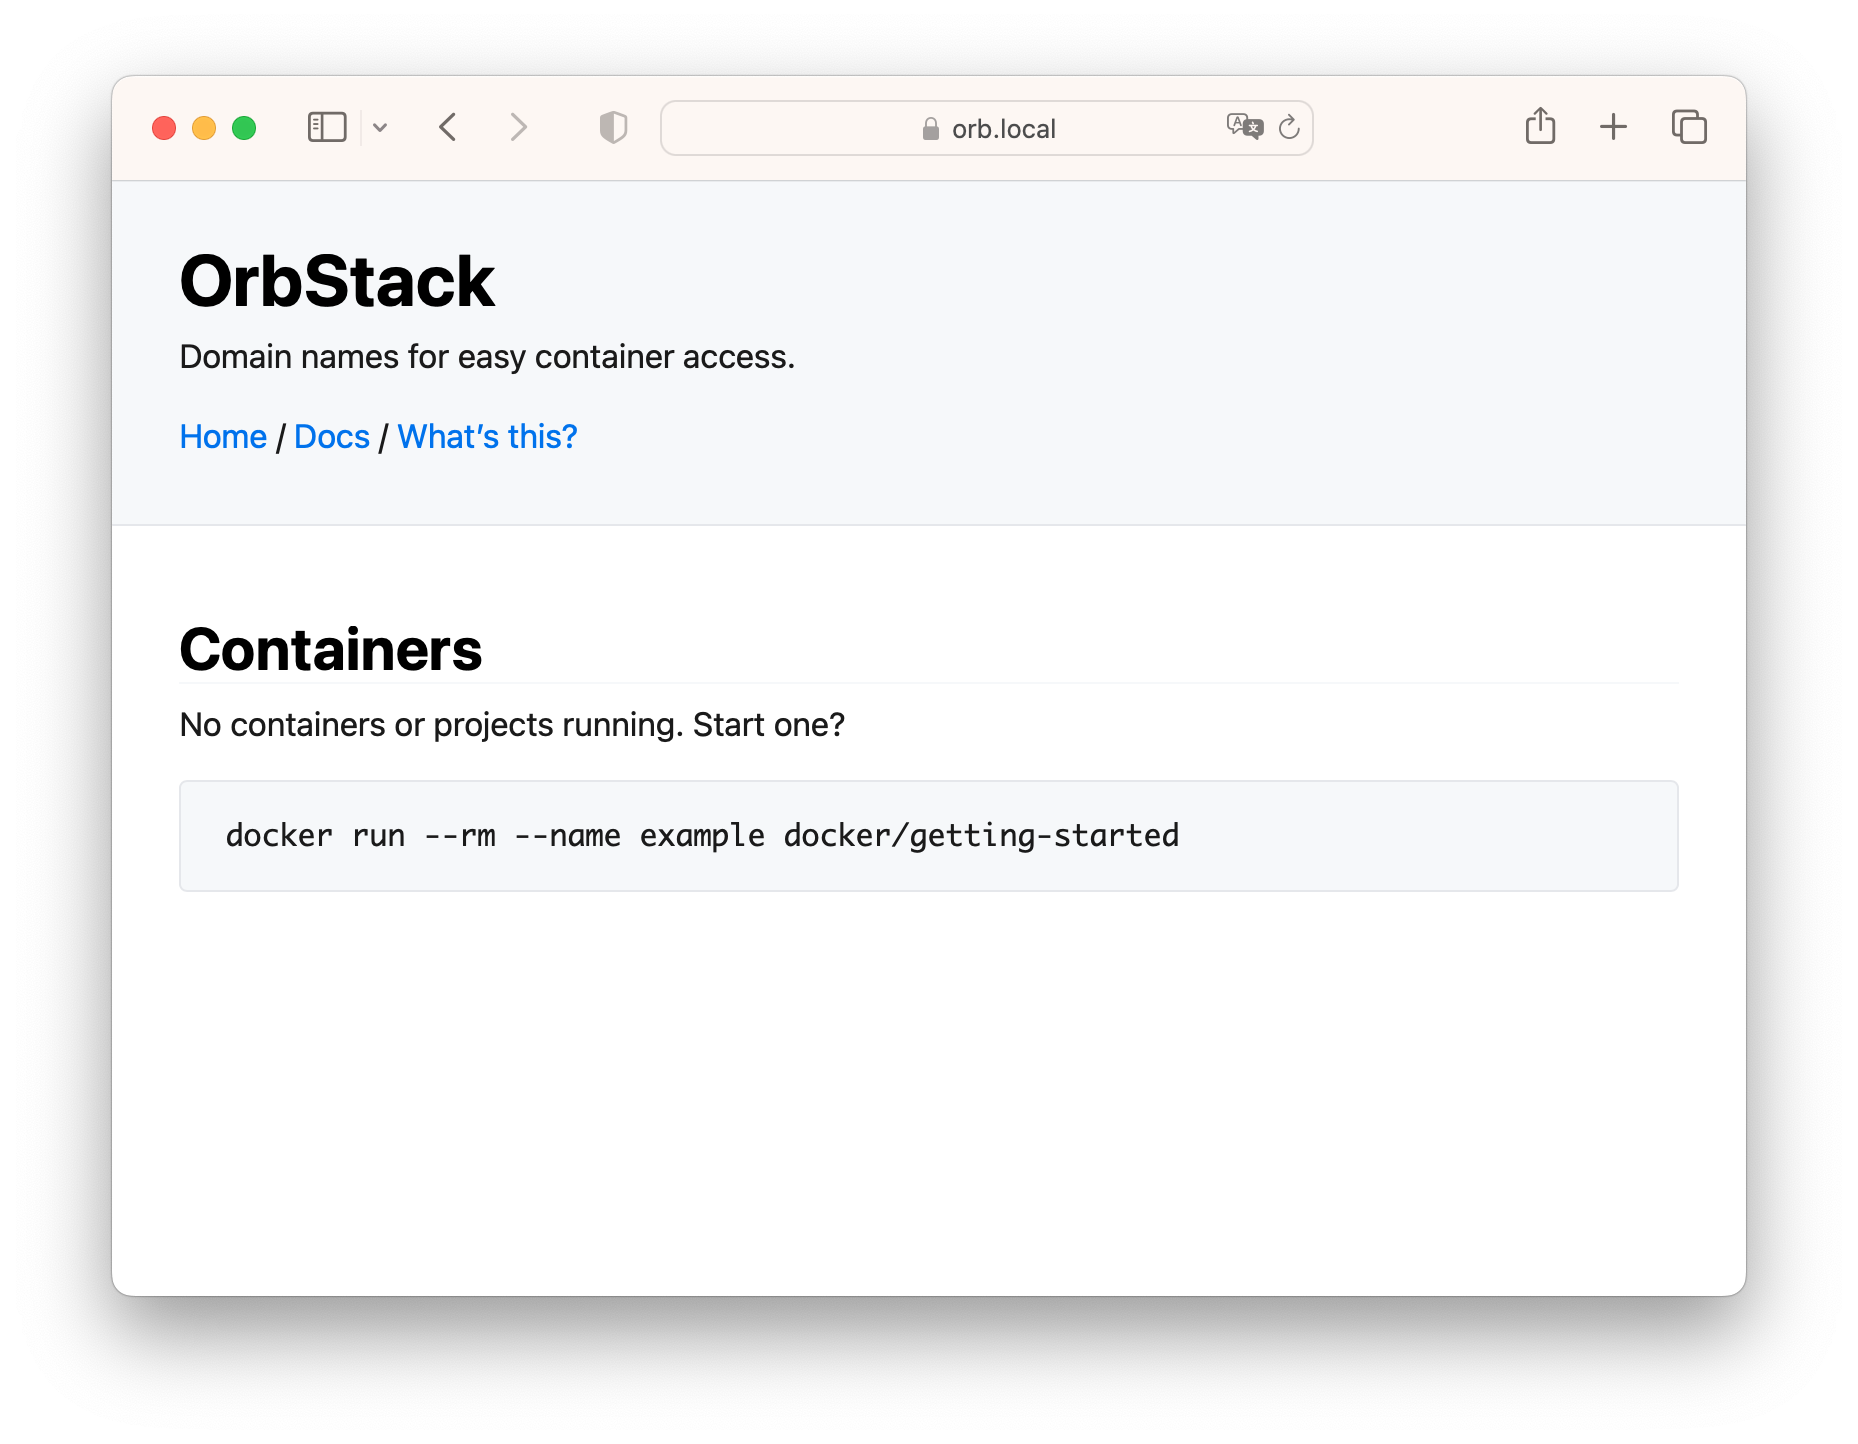 orb.local
OrbStack
Domain names for easy container access.
Home / Docs / What’s this?
Containers
No containers or projects running. Start one?
docker run --rm --name example docker/getting-started